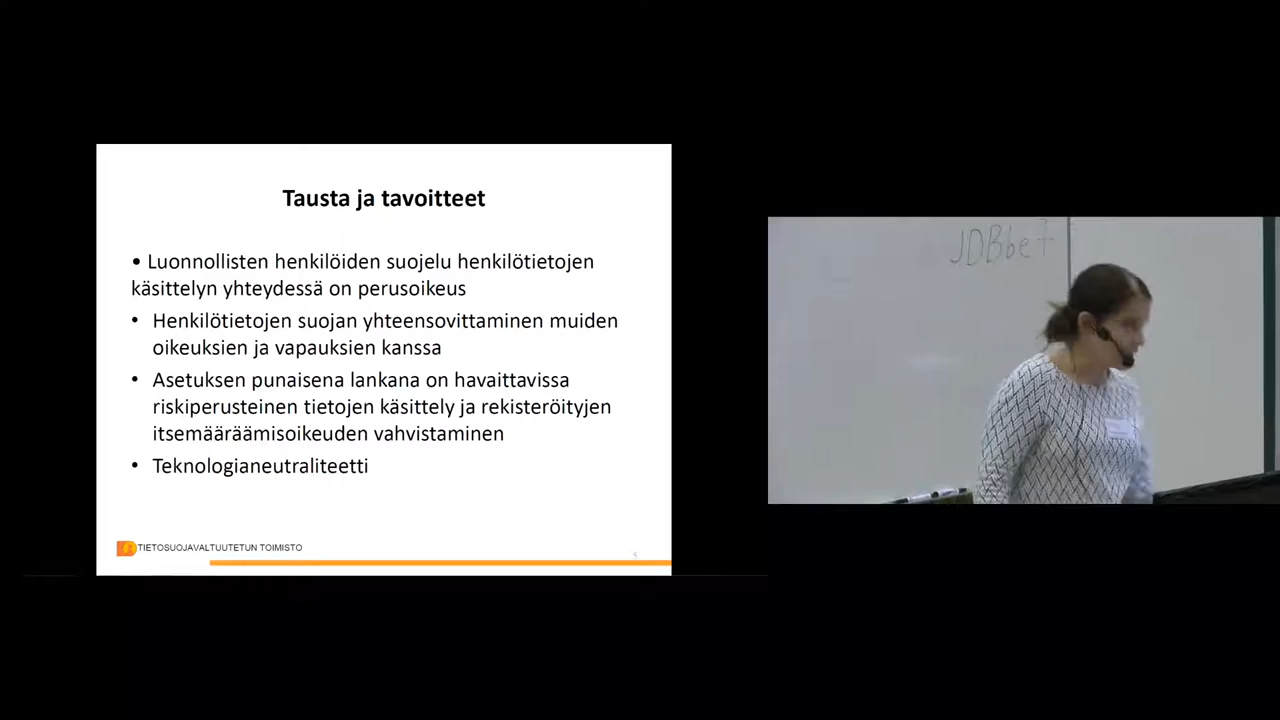 Tausta ja tavoitteet
• Luonnollisten henkilöiden suojelu henkilötietojen
käsittelyn yhteydessä on perusoikeus
• Henkilötietojen suojan yhteensovittaminen muiden
oikeuksien ja vapauksien kanssa
• Asetuksen punaisena lankana on havaittavissa
riskiperusteinen tietojen käsittely ja rekisteröityjen
itsemääräämisoikeuden vahvistaminen
• Teknologianeutraliteetti
TIETOSUOJAVALTUUTETUN TOIMISTO
JDBbe7